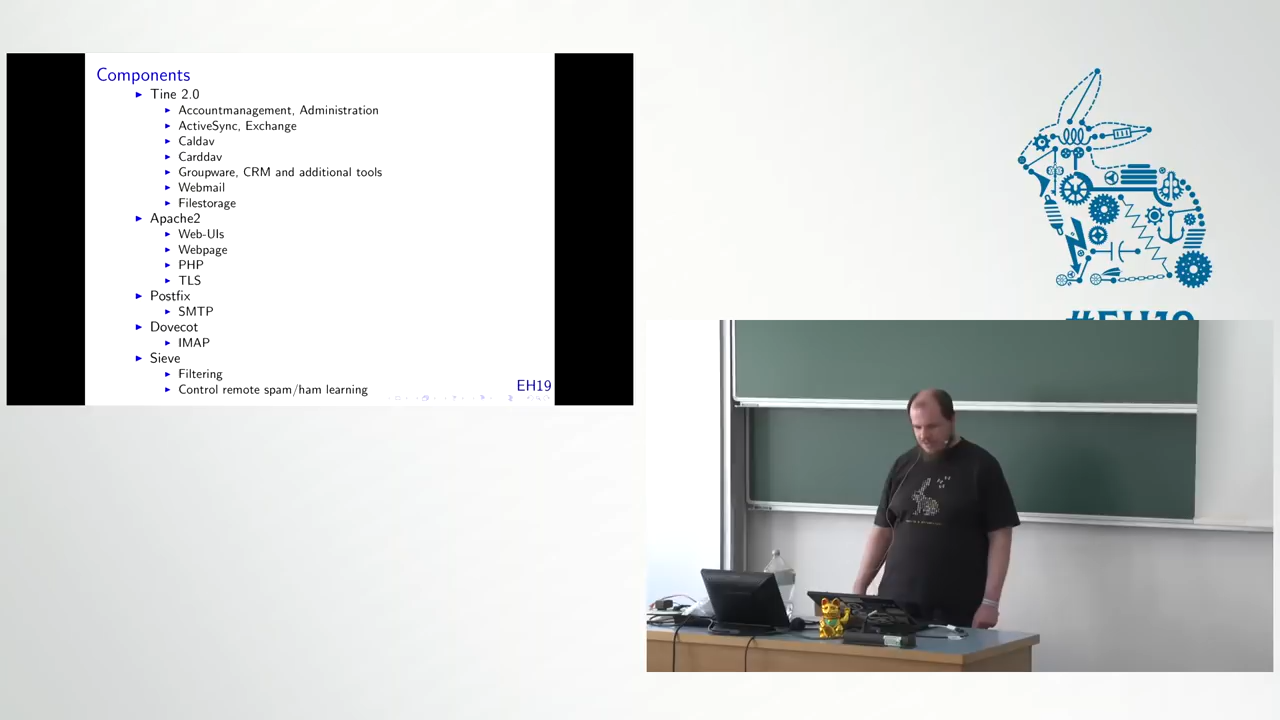 Components
Tine 2.0
Accountmanagement, Administration
ActiveSync, Exchange
Caldav
Carddav
Groupware, CRM and additional tools
Webmail
Filestorage
Apache2
Web-UIs
Webpage
PHP
TLS
Postfix
SMTP
Dovecot
IMAP
Sieve
Filtering
Control remote spam/ham learning
EH19
#EH19